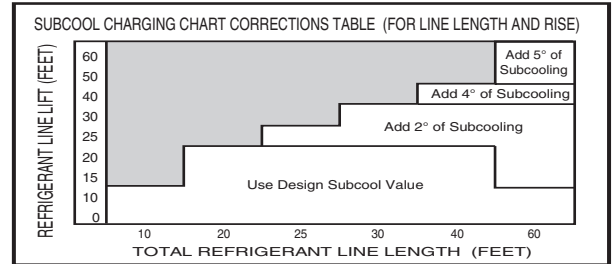 SUBCOOL CHARGING CHART CORRECTIONS TABLE (FOR LINE LENGTH AND RISE)
REFRIGERANT LINE LIFT (FEET)
60
50
40
30
25
20
15
10
0
Add 5° of
Subcooling
Add 4° of Subcooling
Add 2° of Subcooling
Use Design Subcool Value
10 20 25 30 40 60
TOTAL REFRIGERANT LINE LENGTH (FEET)